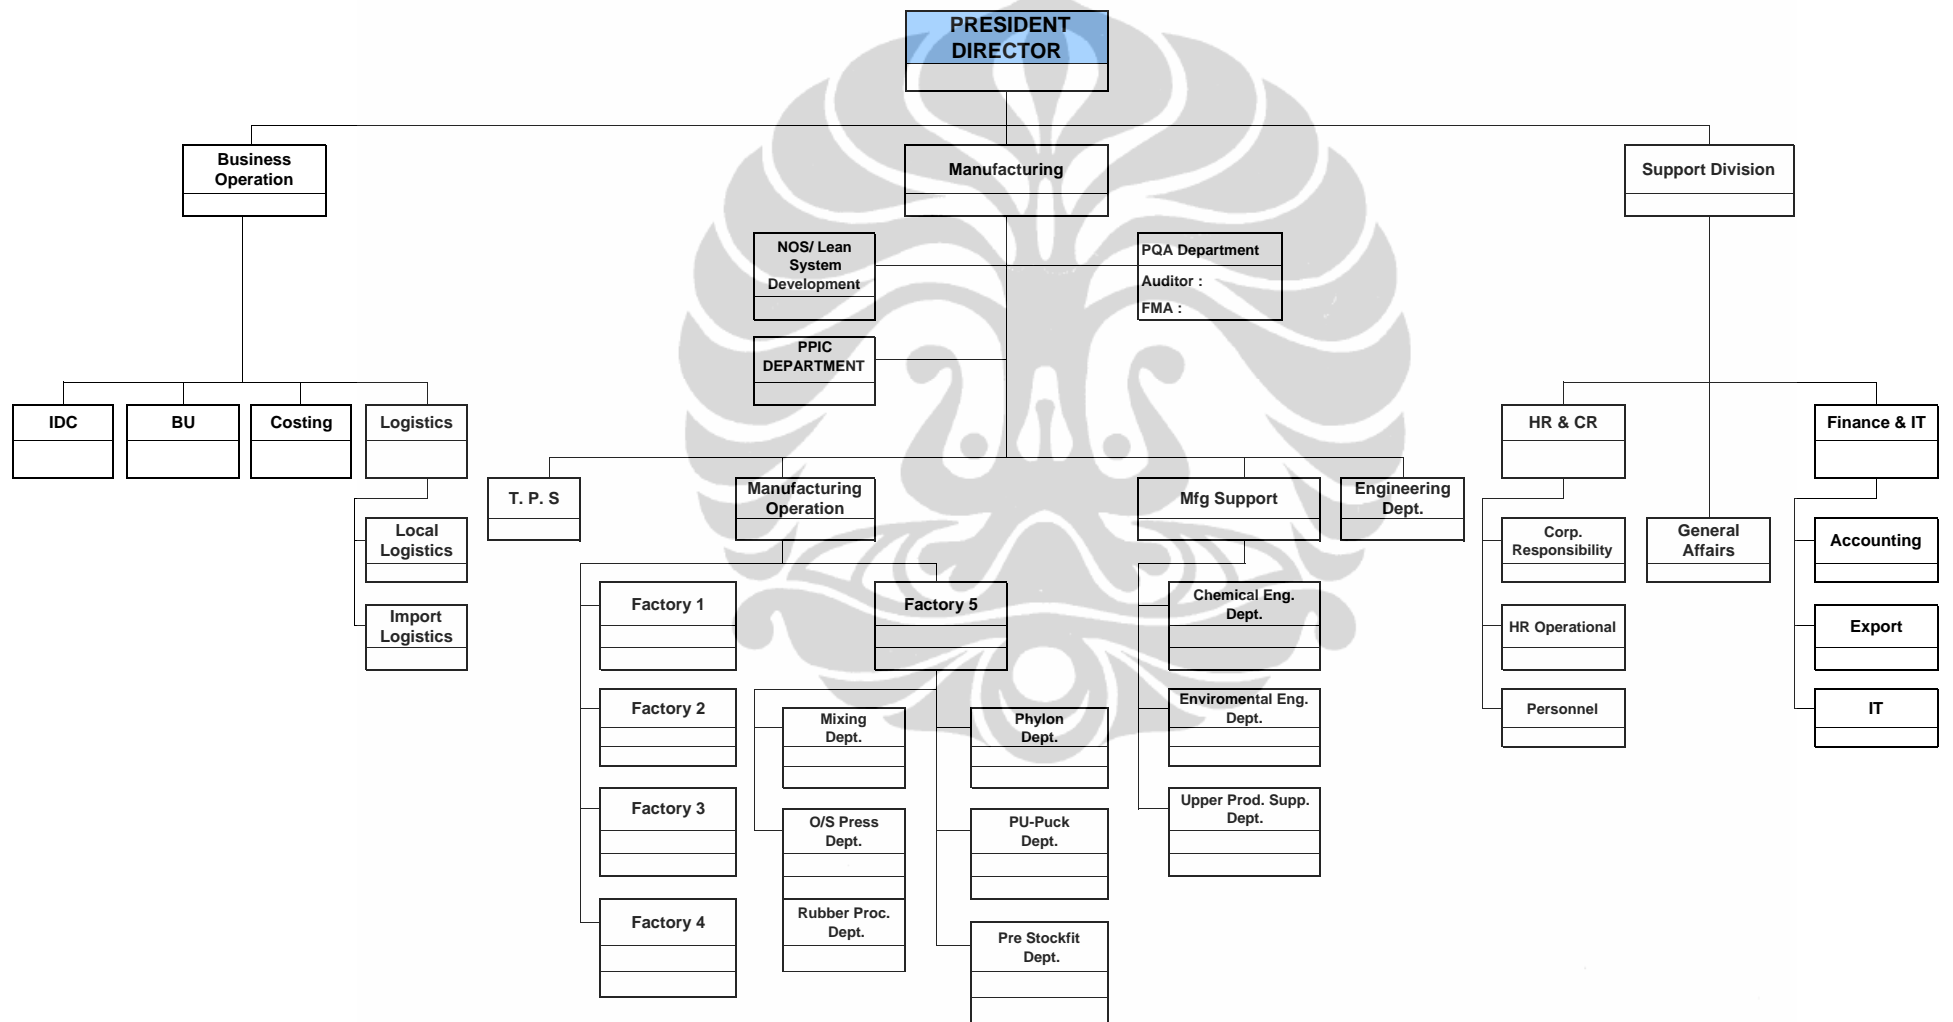 PRESIDENT
DIRECTOR
Business
Operation
Manufacturing
Support Division
NOS/ Lean
System
Development
PQA Department
Auditor :
FMA :
PPIC
DEPARTMENT
IDC
BU
Costing
Logistics
HR & CR
Finance & IT
T. P. S
Manufacturing
Operation
Mfg Support
Engineering
Dept.
Local
Logistics
Import
Logistics
Corp.
Responsibility
General
Affairs
Accounting
HR Operational
Export
Personnel
IT
Factory 1
Factory 5
Chemical Eng.
Dept.
Factory 2
Mixing
Dept.
Phylon
Dept.
Enviromental Eng.
Dept.
Factory 3
O/S Press
Dept.
PU-Puck
Dept.
Upper Prod. Supp.
Dept.
Factory 4
Rubber Proc.
Dept.
Pre Stockfit
Dept.